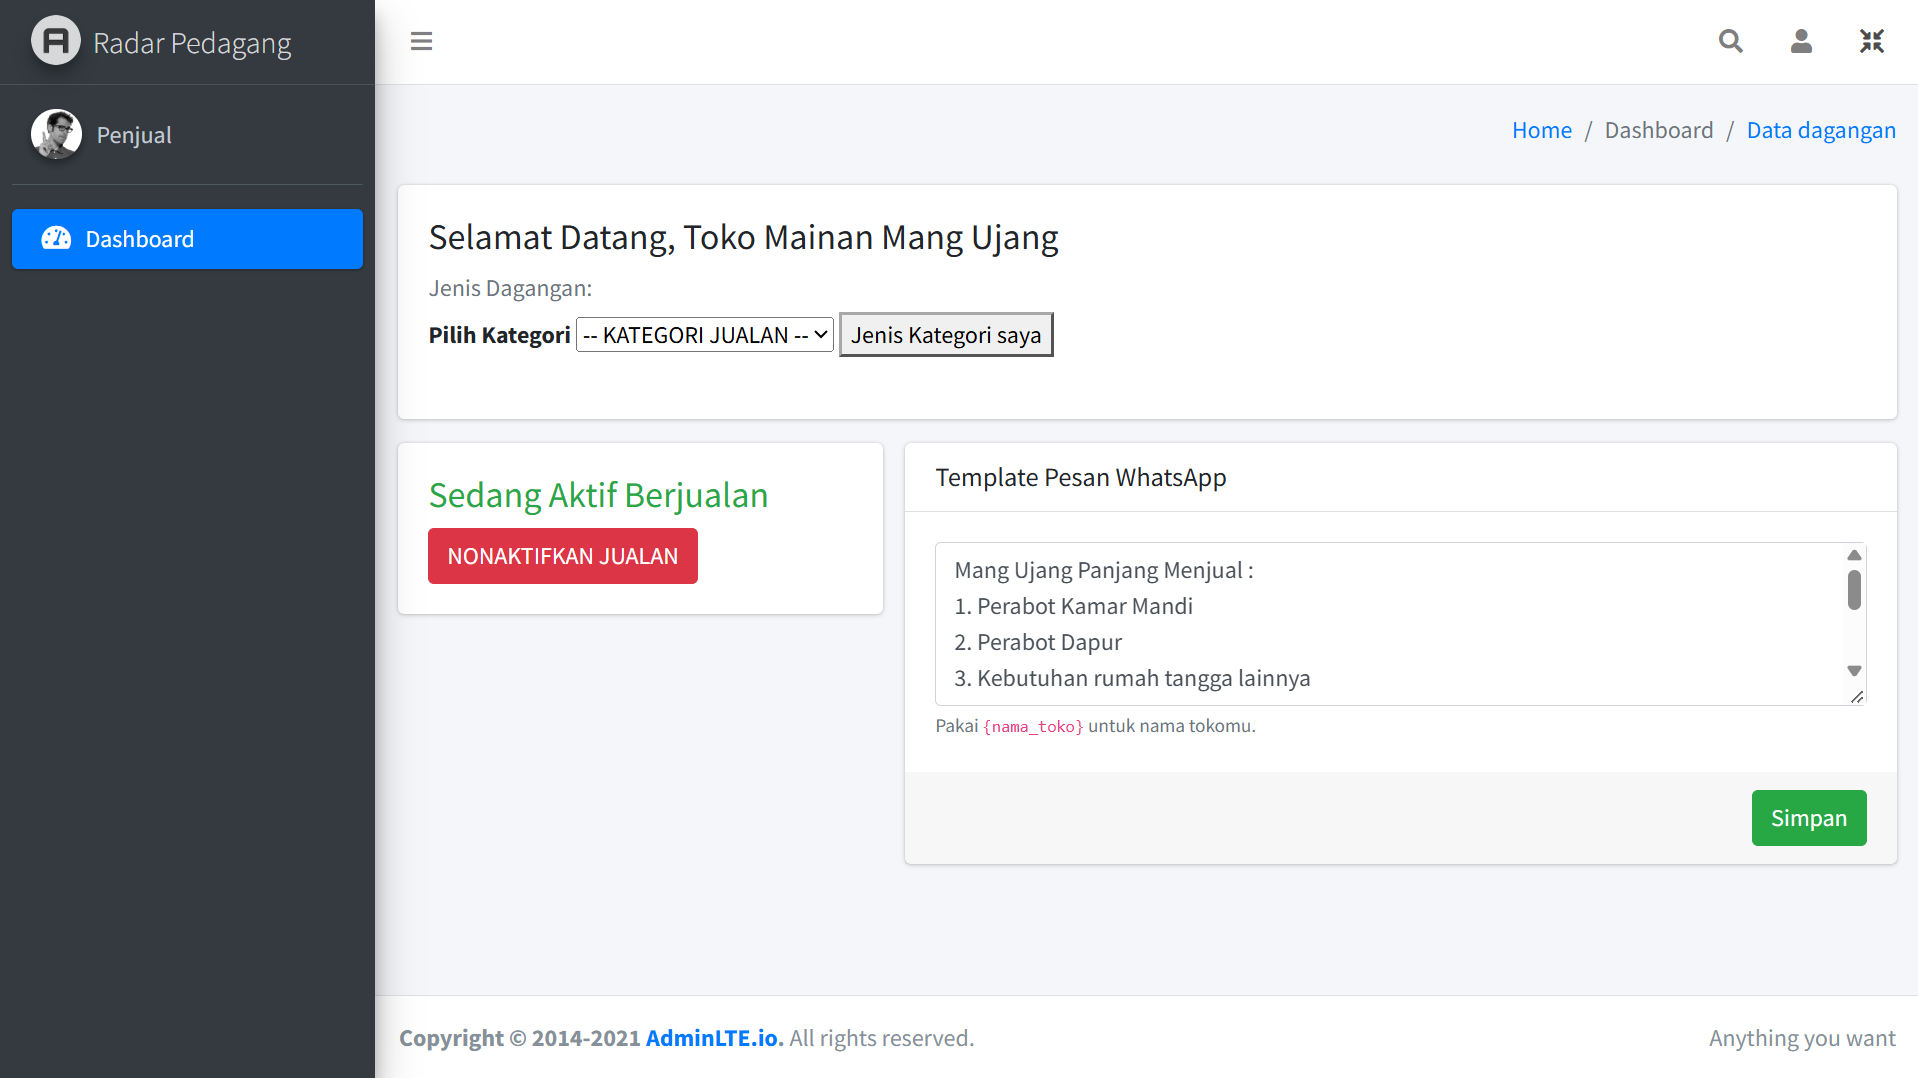 Radar Pedagang
Penjual
Dashboard
Home / Dashboard / Data dagangan
Selamat Datang, Toko Mainan Mang Ujang
Jenis Dagangan:
Pilih Kategori -- KATEGORI JUALAN -- Jenis Kategori saya
Sedang Aktif Berjualan
NONAKTIFKAN JUALAN
Template Pesan WhatsApp
Mang Ujang Panjang Menjual :
1. Perabot Kamar Mandi
2. Perabot Dapur
3. Kebutuhan rumah tangga lainnya
Pakai {nama_toko} untuk nama tokomu.
Simpan
Copyright © 2014-2021 AdminLTE.io. All rights reserved.
Anything you want